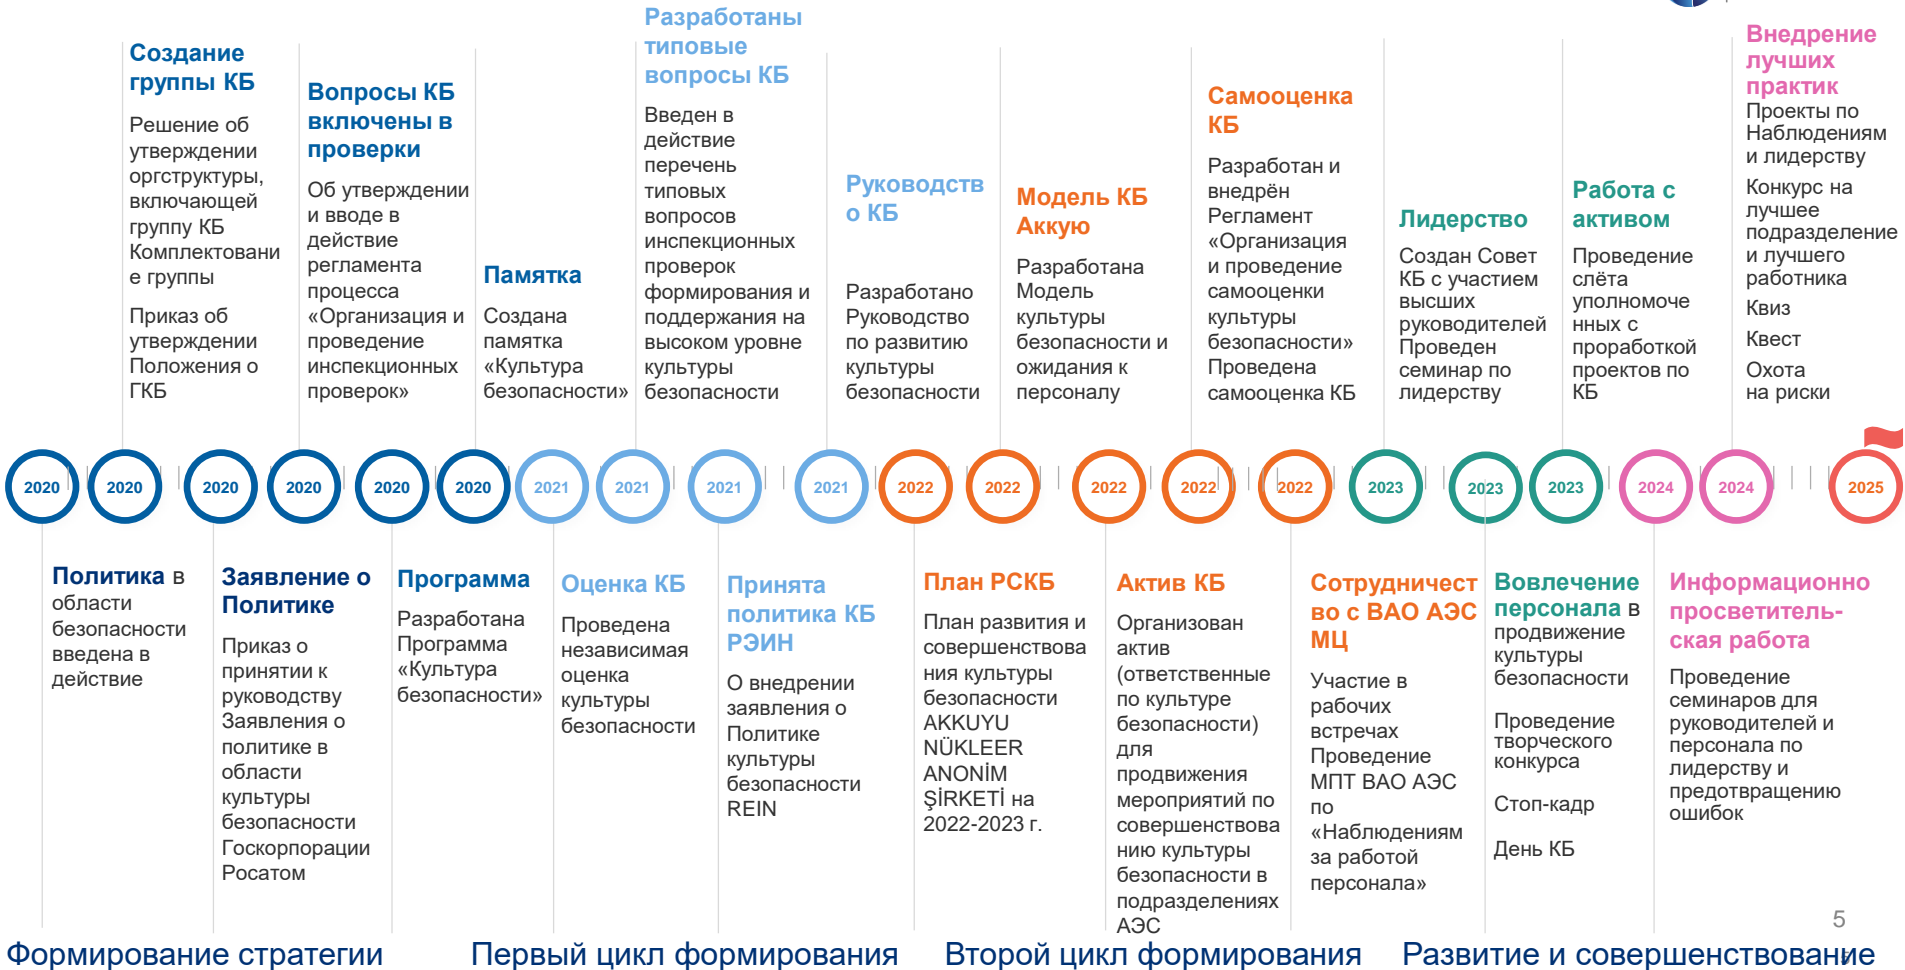 Создание
группы КБ
Решение об
утверждении
оргструктуры,
включающей
группу КБ
Комплектовани
е группы
Приказ об
утверждении
Положения о
ГКБ
Вопросы КБ
включены в
проверки
Об утверждении
и вводе в
действие
регламента
процесса
«Организация и
проведение
инспекционных
проверок»
Памятка
Создана
памятка
«Культура
безопасности»
Разработаны
типовые
вопросы КБ
Введен в
действие
перечень
типовых
вопросов
инспекционных
проверок
формирования и
поддержания на
высоком уровне
культуры
безопасности
Руководств
о КБ
Разработано
Руководство
по развитию
культуры
безопасности
Модель КБ
Аккую
Разработана
Модель
культуры
безопасности и
ожидания к
персоналу
Самооценка
КБ
Разработан и
внедрён
Регламент
«Организация
и проведение
самооценки
культуры
безопасности»
Проведена
самооценка КБ
Лидерство
Создан Совет
КБ с участием
высших
руководителей
Проведен
семинар по
лидерству
Работа с
активом
Проведение
слёта
уполномоче
нных с
проработкой
проектов по
КБ
Внедрение
лучших
практик
Проекты по
Наблюдениям
и лидерству
Конкурс на
лучшее
подразделение
и лучшего
работника
Квиз
Квест
Охота
на риски
2020 2020 2020 2020 2020 2020 2021 2021 2021 2021 2022 2022 2022 2022 2022 2023 2023 2023 2024 2024 2025
Политика в
области
безопасности
введена в
действие
Заявление о
Политике
Приказ о
принятии к
руководству
Заявления о
политике в
области
культуры
безопасности
Госкорпорации
Росатом
Программа
Разработана
Программа
«Культура
безопасности»
Оценка КБ
Проведена
независимая
оценка
культуры
безопасности
Принята
политика КБ
РЭИН
О внедрении
заявления о
Политике
культуры
безопасности
REIN
План РСКБ
План развития и
совершенствова
ния культуры
безопасности
AKKUYU
NÜKLEER
ANONİM
ŞİRKETİ на
2022-2023 г.
Актив КБ
Организован
актив
(ответственные
по культуре
безопасности)
для
продвижения
мероприятий по
совершенствова
нию культуры
безопасности в
подразделениях
АЭС
Сотрудничест
во с ВАО АЭС
МЦ
Участие в
рабочих
встречах
Проведение
МПТ ВАО АЭС
по
«Наблюдениям
за работой
персонала»
Вовлечение
персонала в
продвижение
культуры
безопасности
Проведение
творческого
конкурса
Стоп-кадр
День КБ
Информационно
просветитель-
ская работа
Проведение
семинаров для
руководителей и
персонала по
лидерству и
предотвращению
ошибок
5
Формирование стратегии
Первый цикл формирования
Второй цикл формирования
Развитие и совершенствование